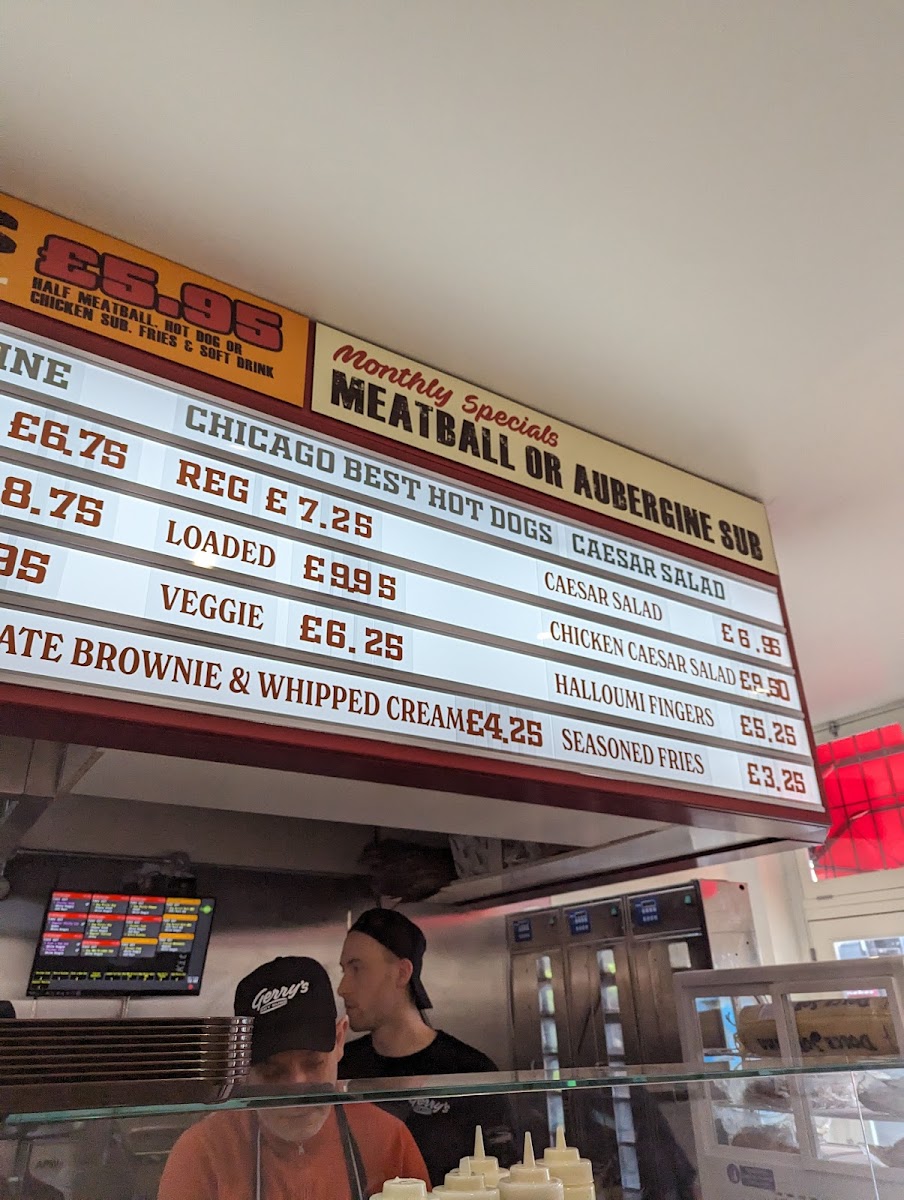 £5.95
HALF MEATBALL, HOT DOG OR
CHICKEN SUB. FRIES & SOFT DRINK
Monthly Specials
MEATBALL OR AUBERGINE SUB
INE
£6.75
8.75
95
CHICAGO BEST HOT DOGS
REG £7.25
LOADED £9.95
VEGGIE £6.25
ATE BROWNIE & WHIPPED CREAM £4.25
CAESAR SALAD
CAESAR SALAD £6.95
CHICKEN CAESAR SALAD £8.50
HALLOUMI FINGERS £5.25
SEASONED FRIES £3.25
Gerry's
Gerry's